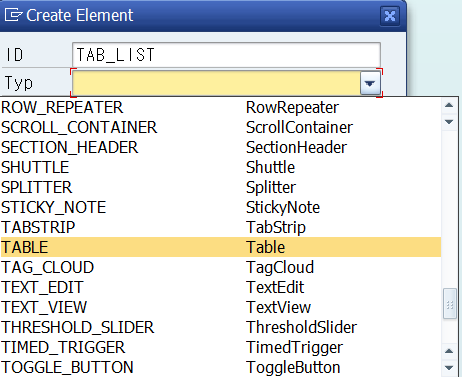 Create Element
ID TAB_LIST
Typ
ROW_REPEATER RowRepeater
SCROLL_CONTAINER ScrollContainer
SECTION_HEADER SectionHeader
SHUTTLE Shuttle
SPLITTER Splitter
STICKY_NOTE StickyNote
TABSTRIP TabStrip
TABLE Table
TAG_CLOUD TagCloud
TEXT_EDIT TextEdit
TEXT_VIEW TextView
THRESHOLD_SLIDER ThresholdSlider
TIMED_TRIGGER TimedTrigger
TOGGLE_BUTTON ToggleButton